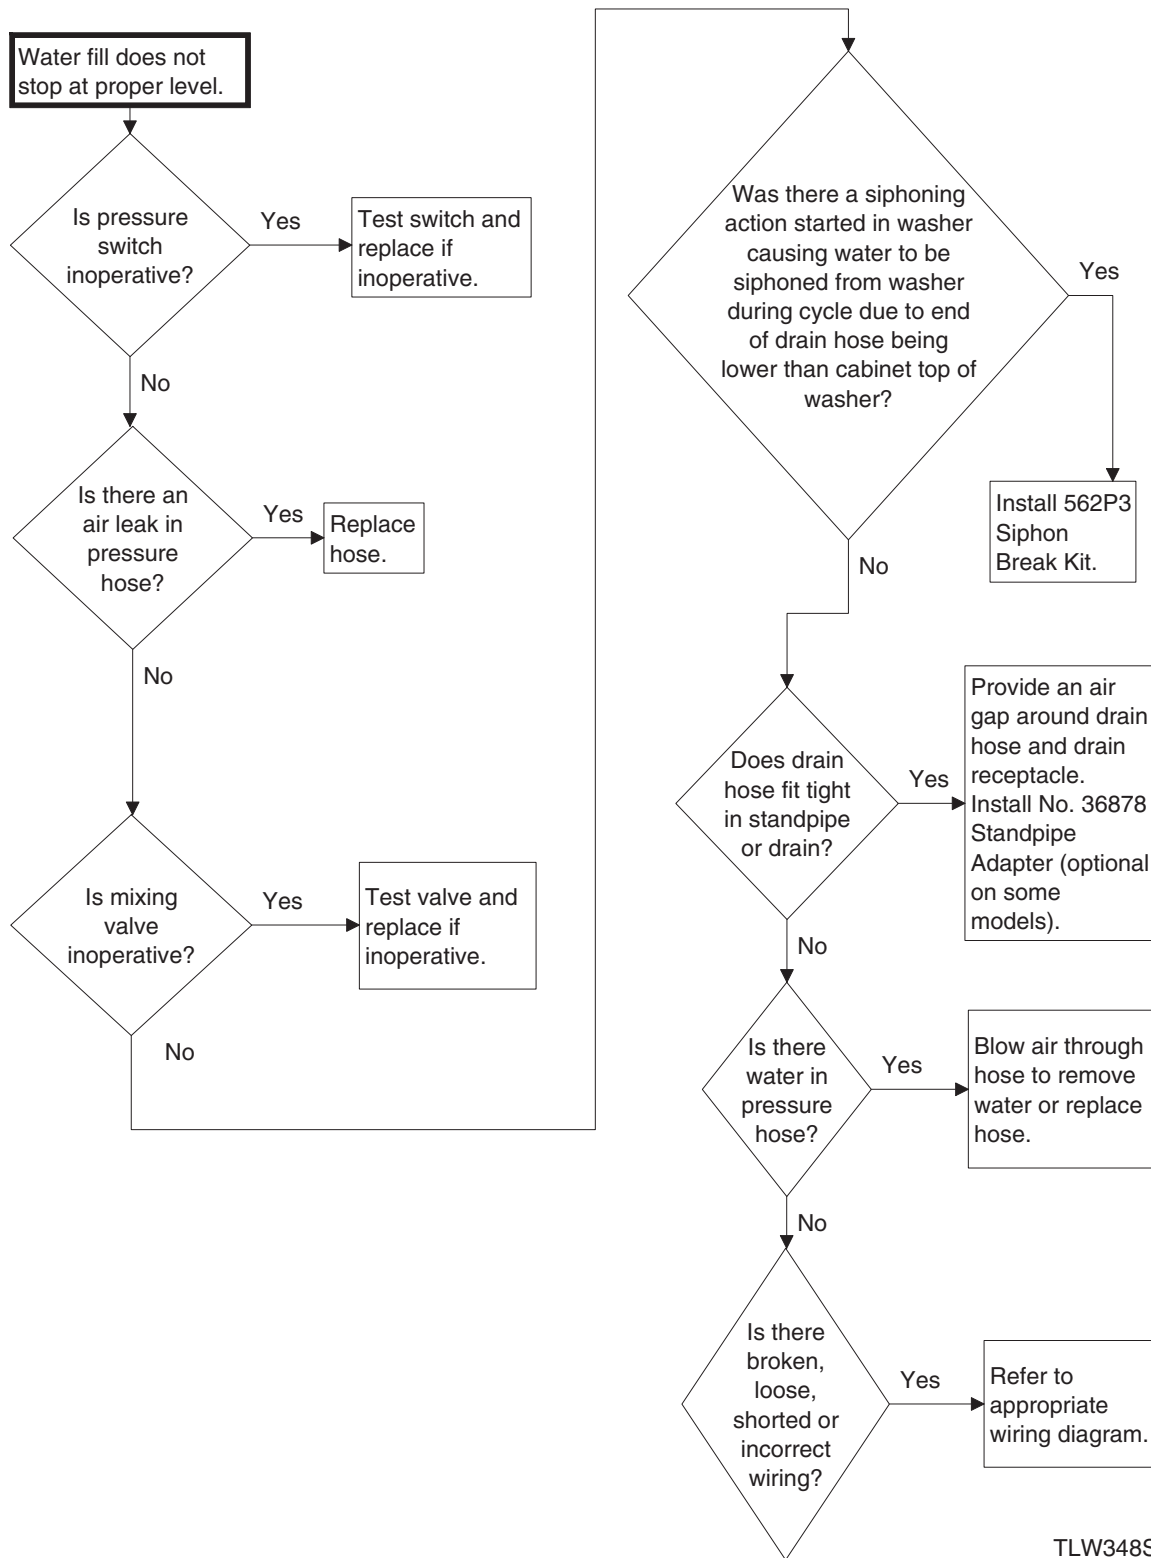 Water fill does not
stop at proper level.
Is pressure
switch
inoperative?
Yes
Test switch and
replace if
inoperative.
No
Is there an
air leak in
pressure
hose?
Yes
Replace
hose.
No
Is mixing
valve
inoperative?
Yes
Test valve and
replace if
inoperative.
No
Was there a siphoning
action started in washer
causing water to be
siphoned from washer
during cycle due to end
of drain hose being
lower than cabinet top of
washer?
Yes
Install 562P3
Siphon
Break Kit.
No
Does drain
hose fit tight
in standpipe
or drain?
Yes
Provide an air
gap around drain
hose and drain
receptacle.
Install No. 36878
Standpipe
Adapter (optional
on some
models).
No
Is there
water in
pressure
hose?
Yes
Blow air through
hose to remove
water or replace
hose.
No
Is there
broken,
loose,
shorted or
incorrect
wiring?
Yes
Refer to
appropriate
wiring diagram.
TLW348S